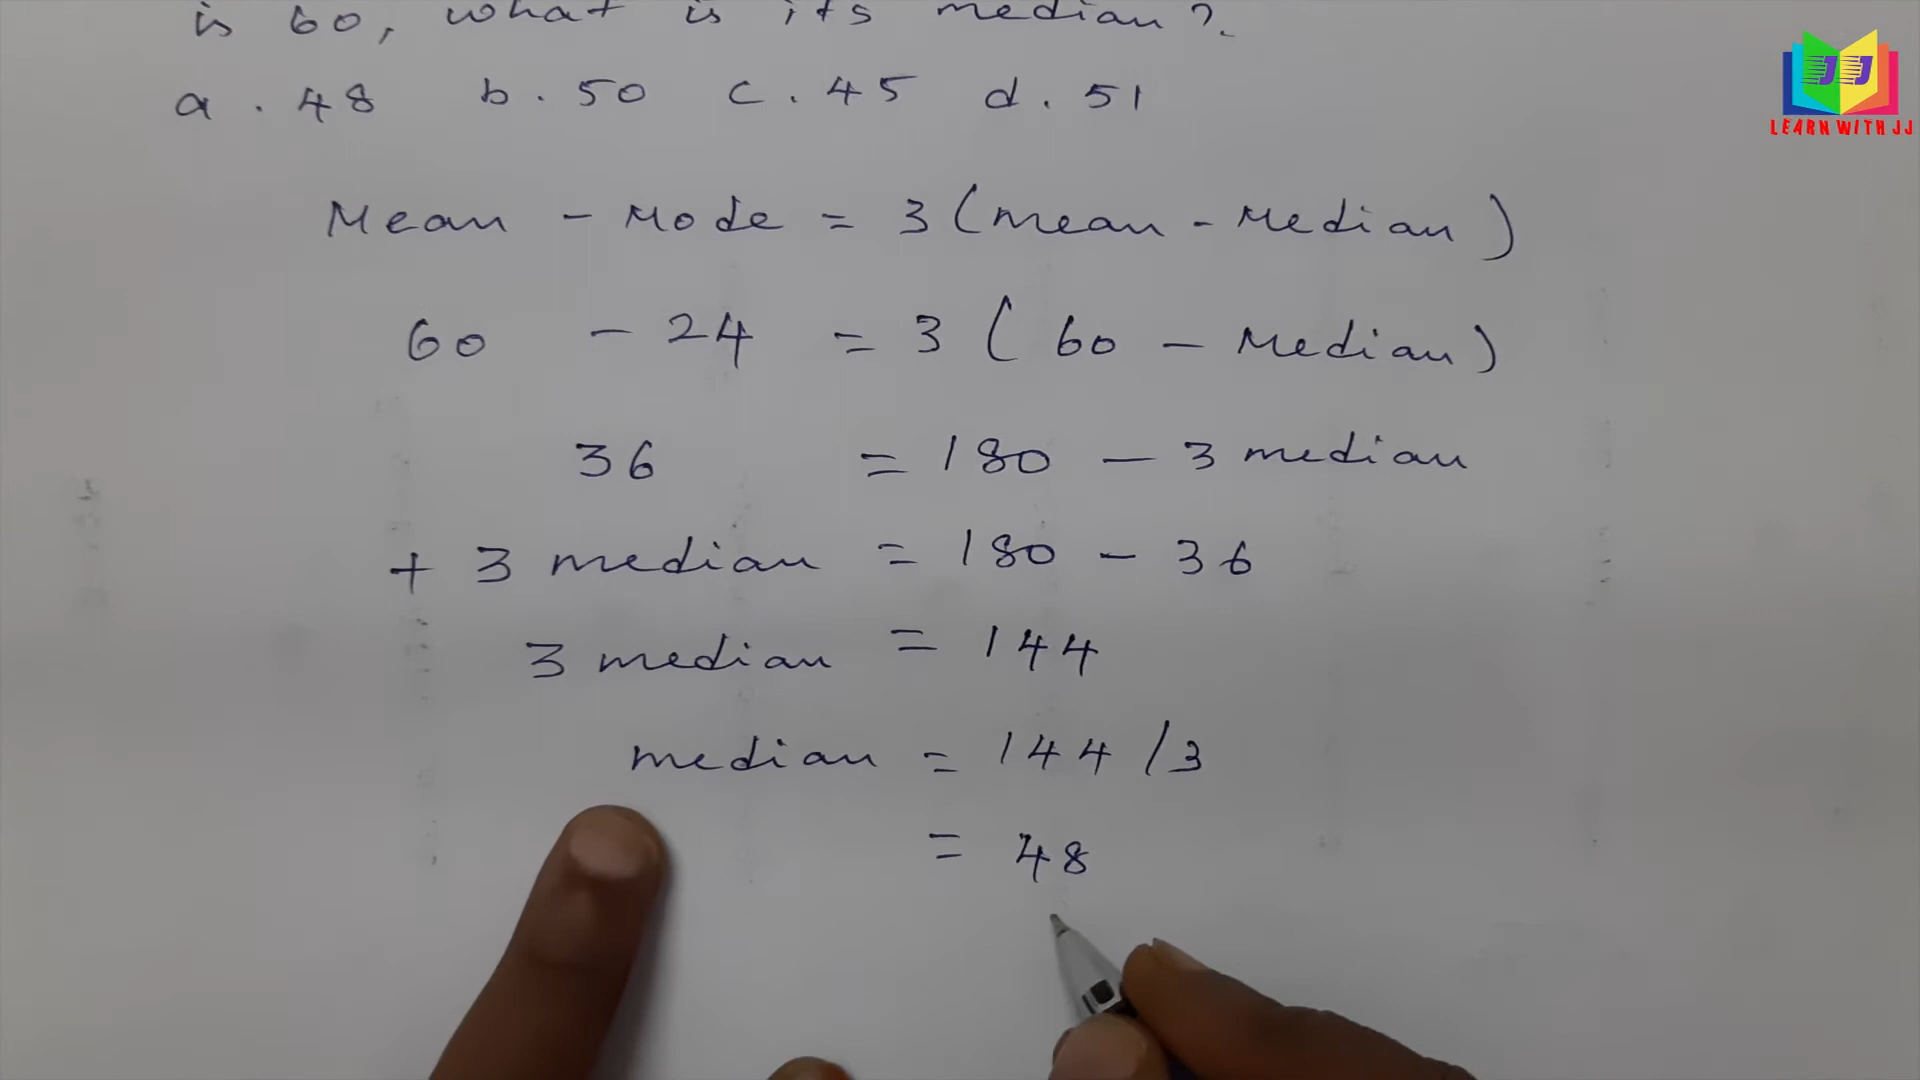 is 60, what is its median?
a. 48 b. 50 c. 45 d. 51
Mean - Mode = 3(mean - Median)
60 - 24 = 3(60 - Median)
36 = 180 - 3 median
+ 3 median = 180 - 36
3 median = 144
median = 144/3
= 48
JJ
LEARN WITH JJ